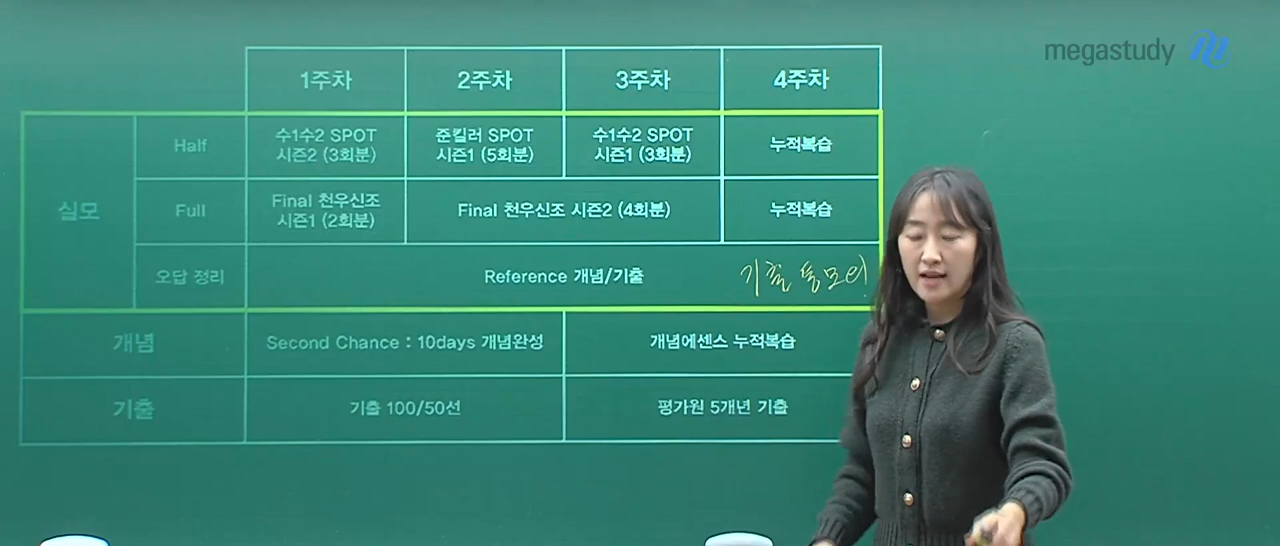 megastudy
1주차 2주차 3주차 4주차
실모
Half
수1수2 SPOT
시즌2 (3회분)
준킬러 SPOT
시즌1 (5회분)
수1수2 SPOT
시즌1 (3회분)
누적복습
Full
Final 천우신조
시즌1 (2회분)
Final 천우신조 시즌2 (4회분)
누적복습
오답 정리
Reference 개념/기출
기출 통모의
개념
Second Chance : 10days 개념완성
개념에센스 누적복습
기출
기출 100/50선
평가원 5개년 기출